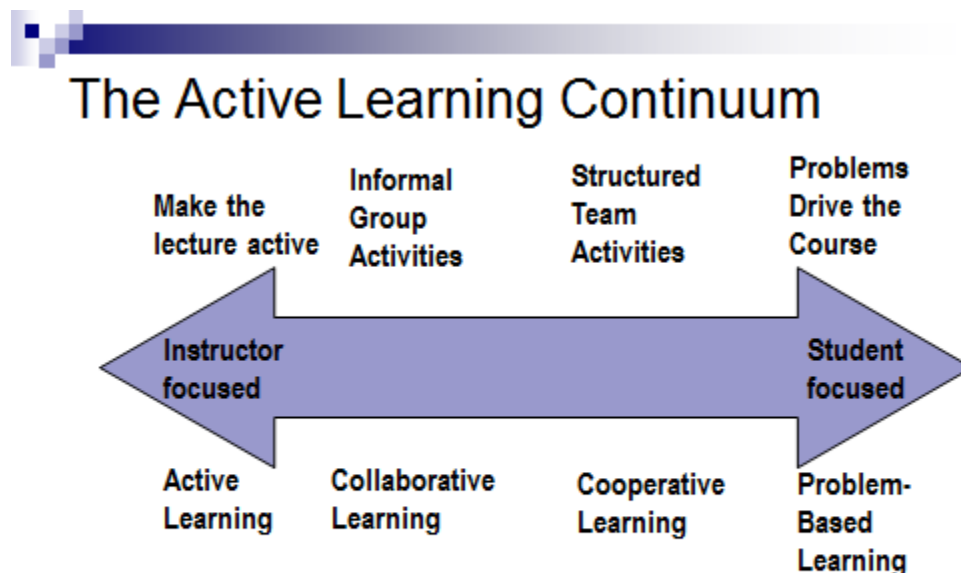 The Active Learning Continuum
Make the
lecture active
Informal
Group
Activities
Structured
Team
Activities
Problems
Drive the
Course
Instructor
focused
Student
focused
Active
Learning
Collaborative
Learning
Cooperative
Learning
Problem-
Based
Learning